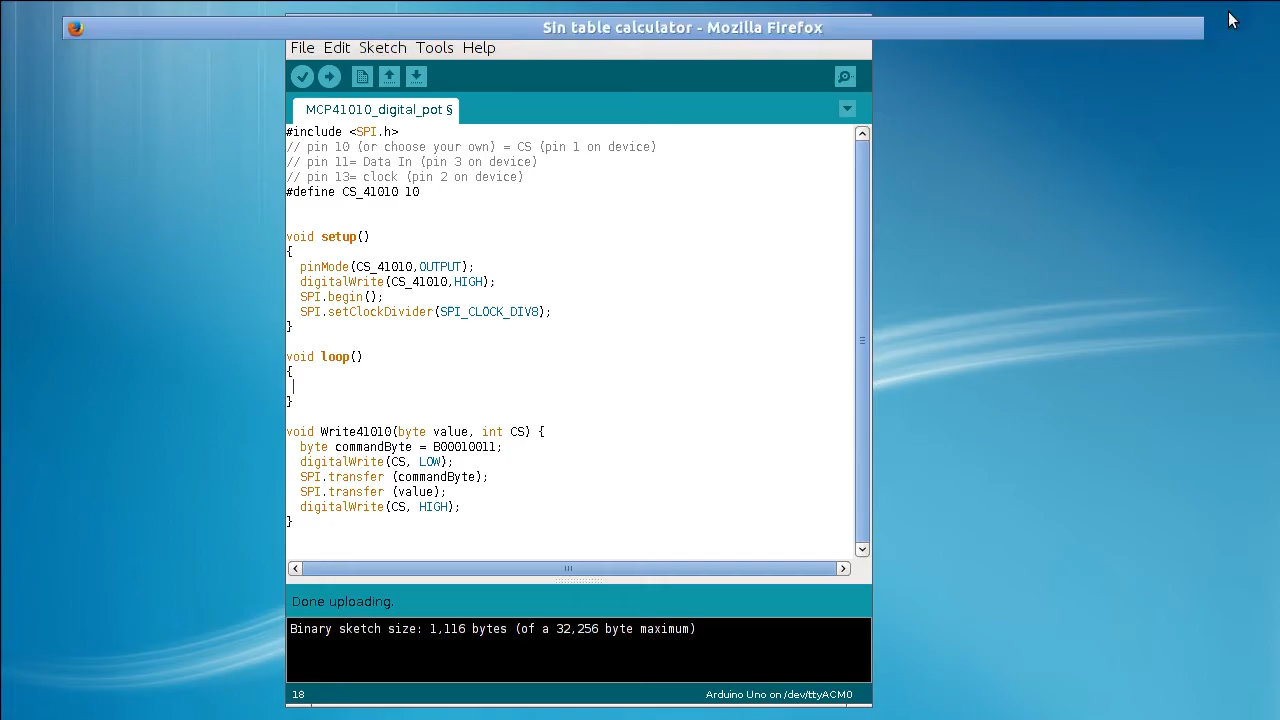 Sin table calculator - Mozilla Firefox
File Edit Sketch Tools Help
MCP41010_digital_pot §
#include <SPI.h>
// pin 10 (or choose your own) = CS (pin 1 on device)
// pin 11= Data In (pin 3 on device)
// pin 13= clock (pin 2 on device)
#define CS_41010 10
void setup()
{
pinMode(CS_41010,OUTPUT);
digitalWrite(CS_41010,HIGH);
SPI.begin();
SPI.setClockDivider(SPI_CLOCK_DIV8);
}
void loop()
{
}
void Write41010(byte value, int CS) {
byte commandByte = B00010011;
digitalWrite(CS, LOW);
SPI.transfer (commandByte);
SPI.transfer (value);
digitalWrite(CS, HIGH);
}
Done uploading.
Binary sketch size: 1,116 bytes (of a 32,256 byte maximum)
18
Arduino Uno on /dev/ttyACM0